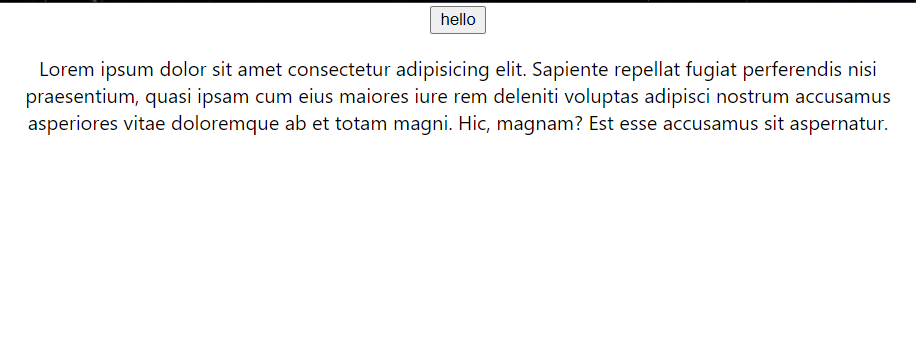 hello
Lorem ipsum dolor sit amet consectetur adipisicing elit. Sapiente repellat fugiat perferendis nisi
praesentium, quasi ipsam cum eius maiores iure rem deleniti voluptas adipisci nostrum accusamus
asperiores vitae doloremque ab et totam magni. Hic, magnam? Est esse accusamus sit aspernatur.